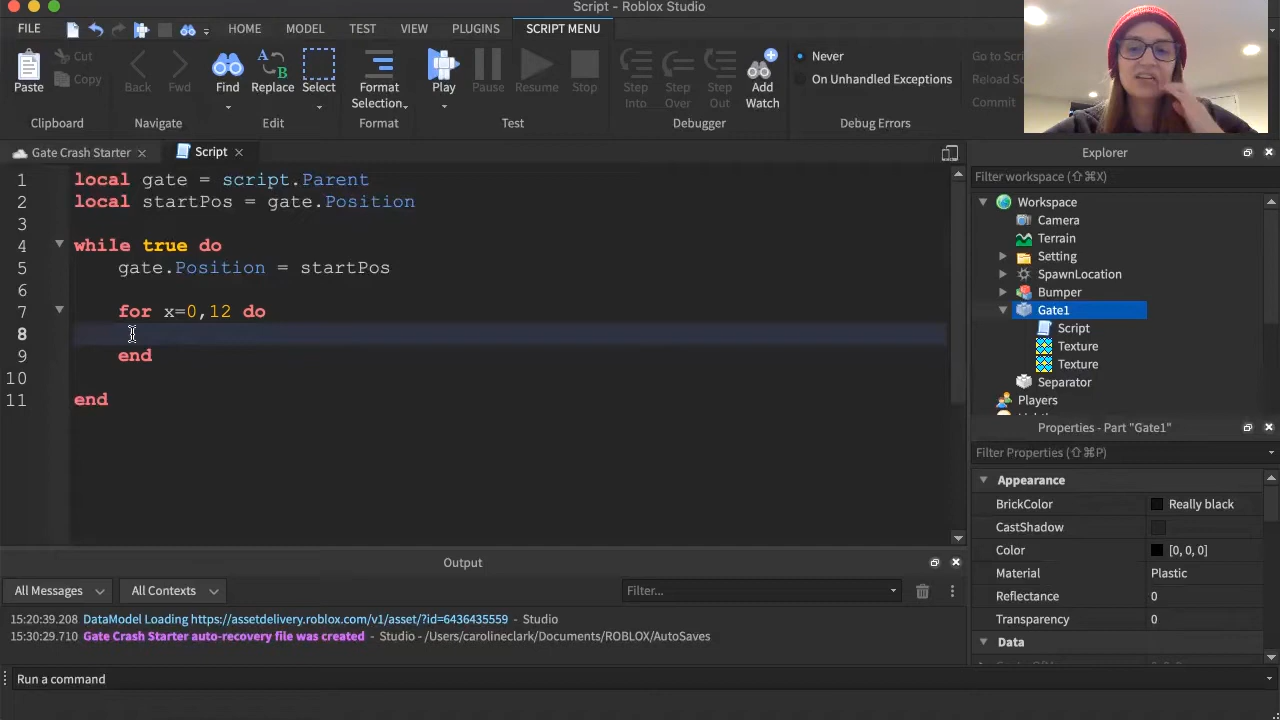 Script - Roblox Studio
FILE HOME MODEL TEST VIEW PLUGINS SCRIPT MENU
Paste Cut Copy Back Fwd Find Replace Select Format Selection Play Pause Resume Stop Step Into Step Over Step Out Add Watch Never On Unhandled Exceptions Go to Reload Commit
Clipboard Navigate Edit Format Test Debugger Debug Errors
Gate Crash Starter Script Explorer
Filter workspace (⇧⌘X)
1 local gate = script.Parent
2 local startPos = gate.Position
3
4 while true do
5 gate.Position = startPos
6
7 for x=0,12 do
8
9 end
10
11 end
Workspace
Camera
Terrain
Setting
SpawnLocation
Bumper
Gate1
Script
Texture
Texture
Separator
Players
Properties - Part "Gate1"
Filter Properties (⇧⌘P)
Appearance
BrickColor Really black
CastShadow
Color [0, 0, 0]
Material Plastic
Reflectance 0
Transparency 0
Data
Output
All Messages All Contexts Filter...
15:20:39.208 DataModel Loading https://assetdelivery.roblox.com/v1/asset/?id=6436435559 - Studio
15:30:29.710 Gate Crash Starter auto-recovery file was created - Studio - /Users/carolineclark/Documents/ROBLOX/AutoSaves
Run a command